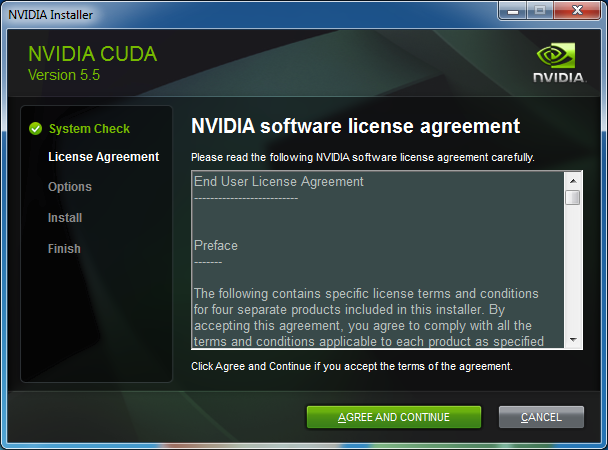 NVIDIA Installer
NVIDIA CUDA
Version 5.5
NVIDIA.
System Check
License Agreement
Options
Install
Finish
NVIDIA software license agreement
Please read the following NVIDIA software license agreement carefully.
End User License Agreement
--------------------------
Preface
-------
The following contains specific license terms and conditions
for four separate products included in this installer. By
accepting this agreement, you agree to comply with all the
terms and conditions applicable to each product as specified
Click Agree and Continue if you accept the terms of the agreement.
AGREE AND CONTINUE
CANCEL